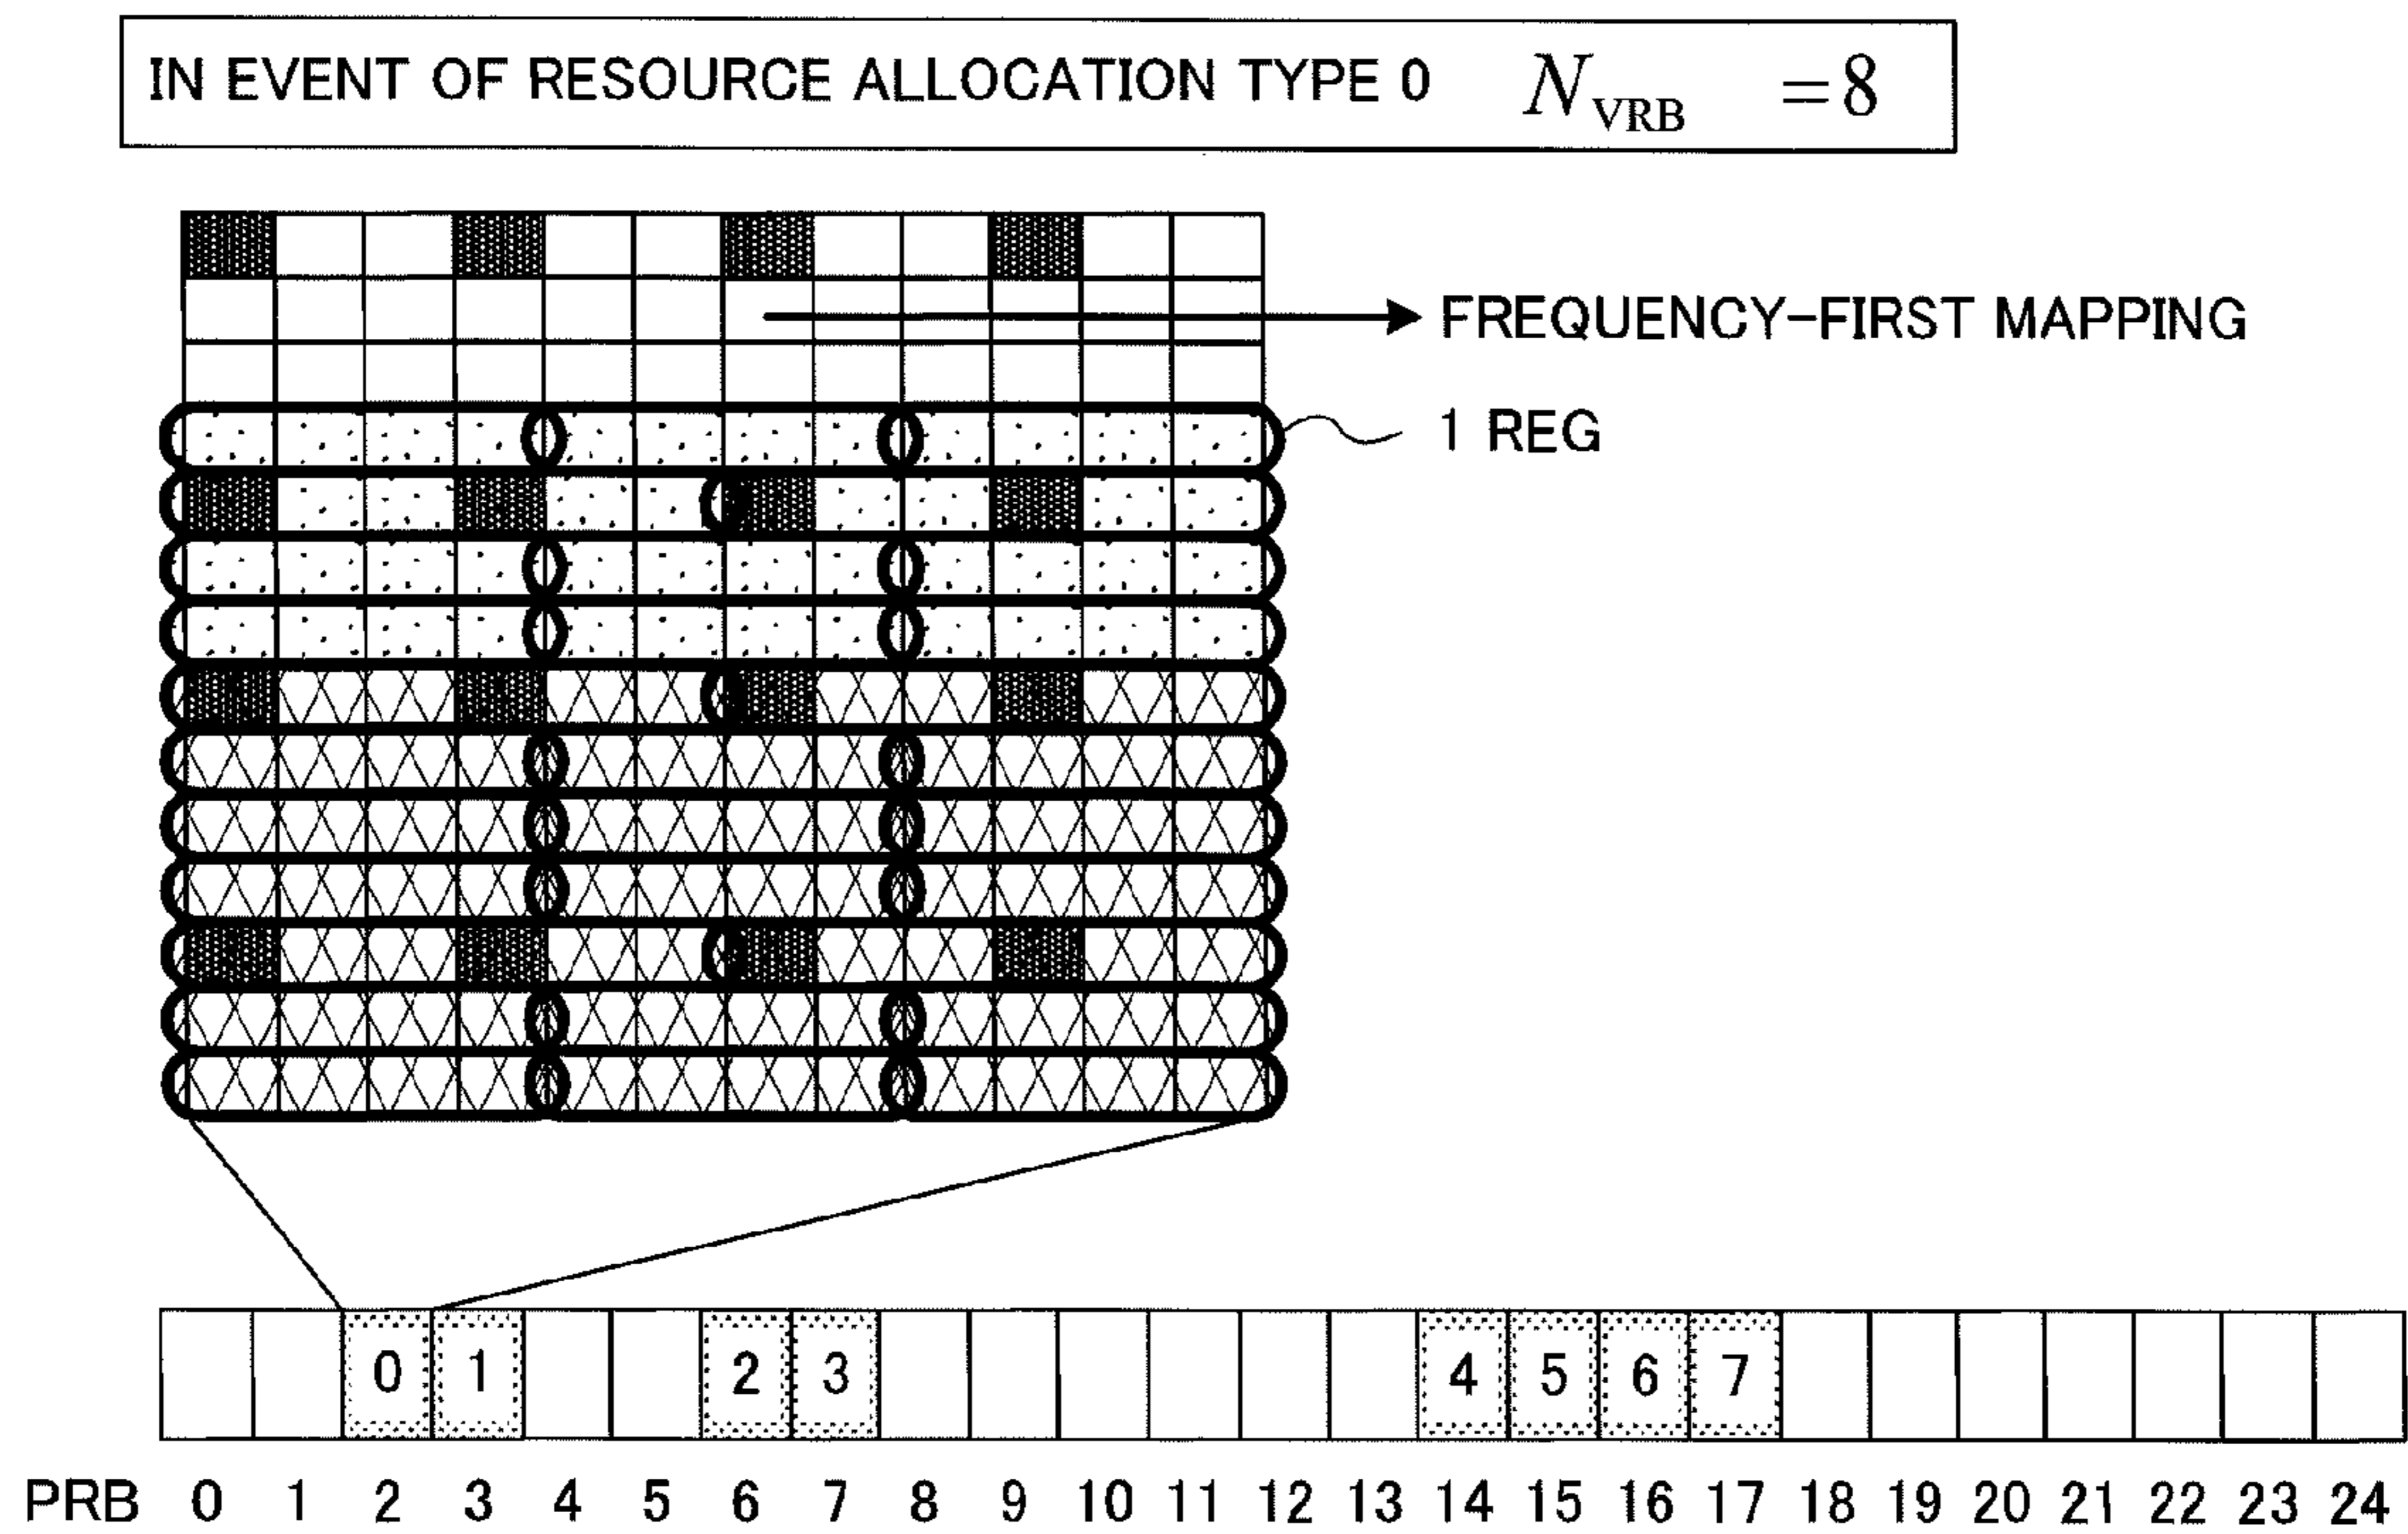 IN EVENT OF RESOURCE ALLOCATION TYPE 0 N_VRB = 8
FREQUENCY-FIRST MAPPING
1 REG
0 1 2 3 4 5 6 7
PRB 0 1 2 3 4 5 6 7 8 9 10 11 12 13 14 15 16 17 18 19 20 21 22 23 24